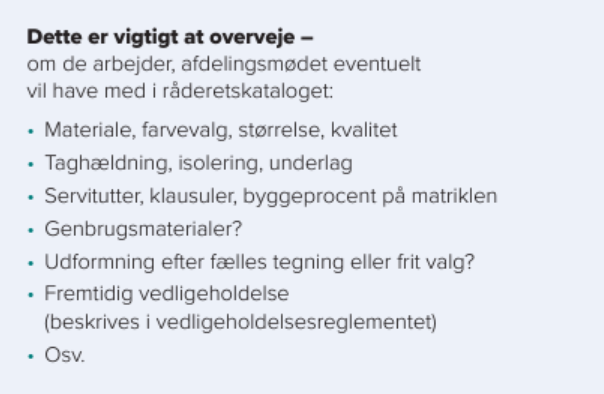 Dette er vigtigt at overveje –
om de arbejder, afdelingsmødet eventuelt
vil have med i råderetskataloget:
• Materiale, farvevalg, størrelse, kvalitet
• Taghældning, isolering, underlag
• Servitutter, klausuler, byggeprocent på matriklen
• Genbrugsmaterialer?
• Udformning efter fælles tegning eller frit valg?
• Fremtidig vedligeholdelse
(beskrives i vedligeholdelsesreglementet)
• Osv.